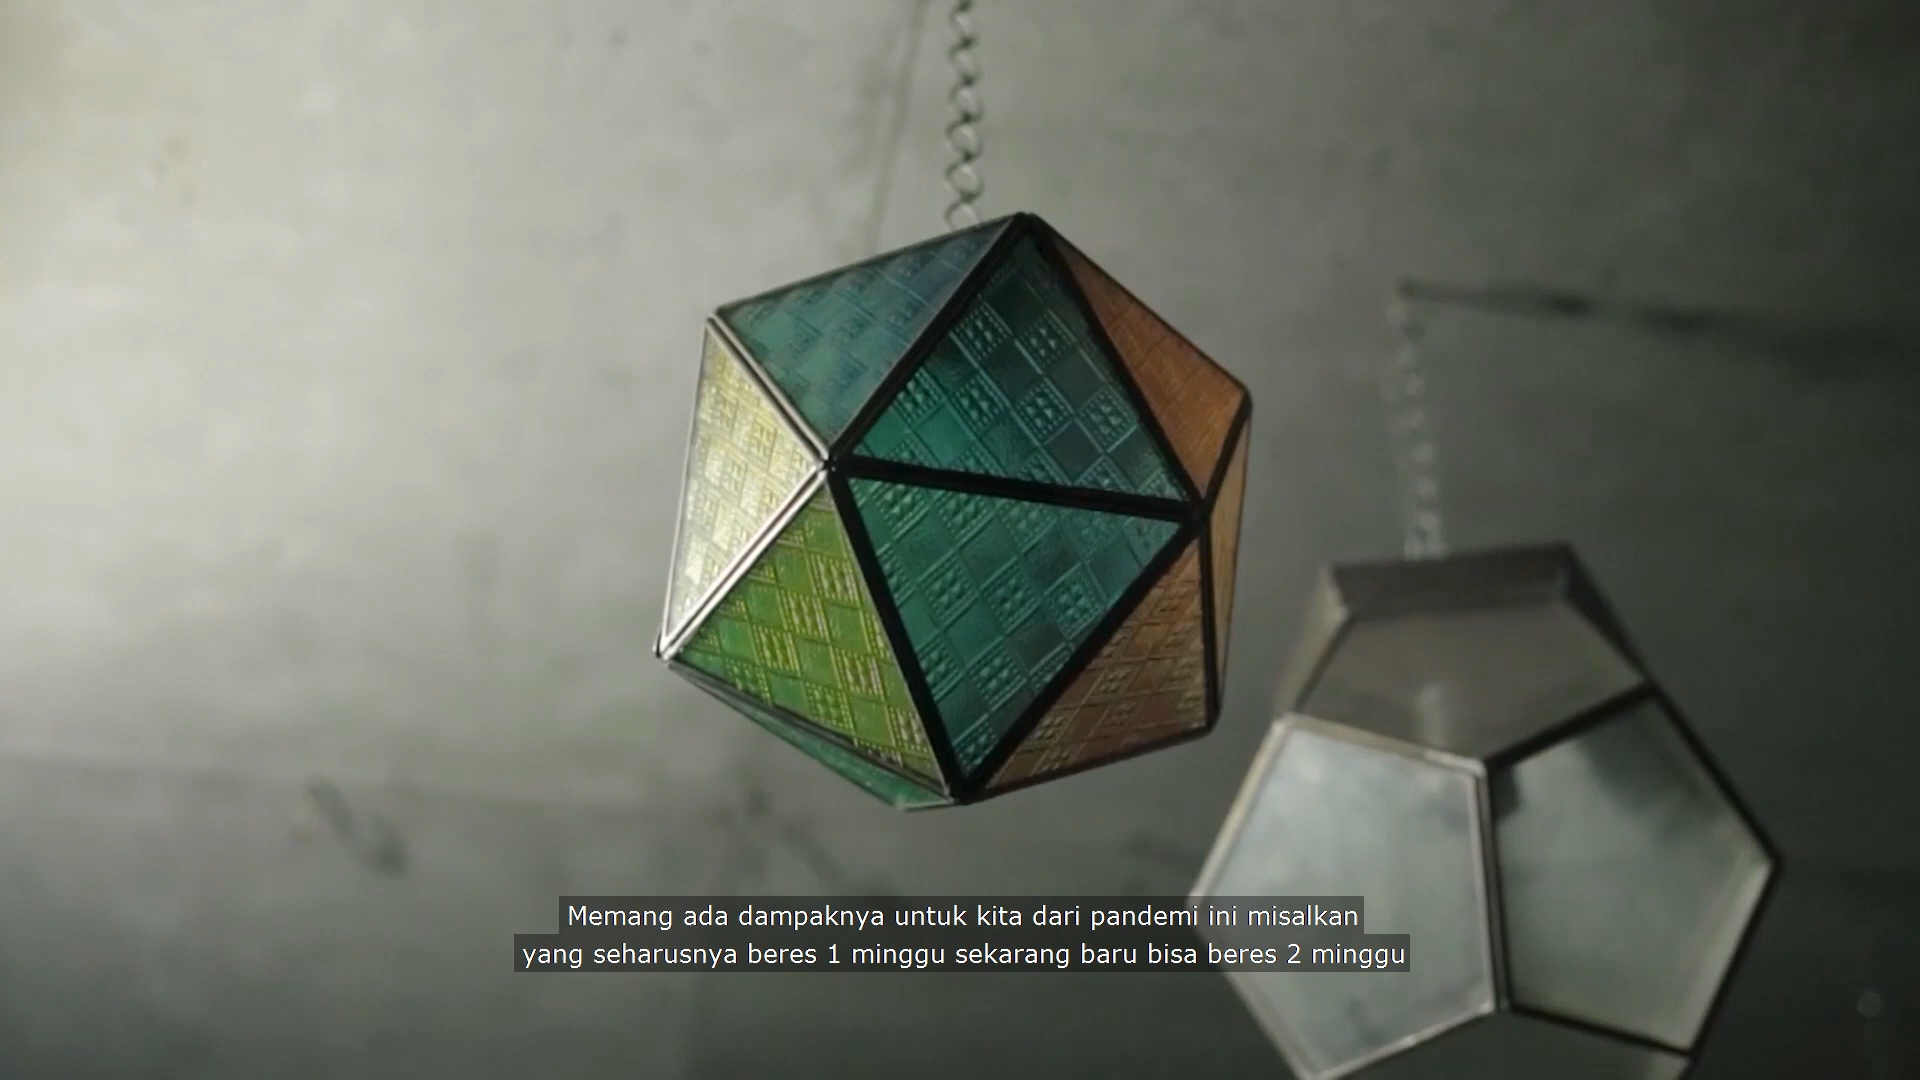 Memang ada dampaknya untuk kita dari pandemi ini misalkan
yang seharusnya beres 1 minggu sekarang baru bisa beres 2 minggu